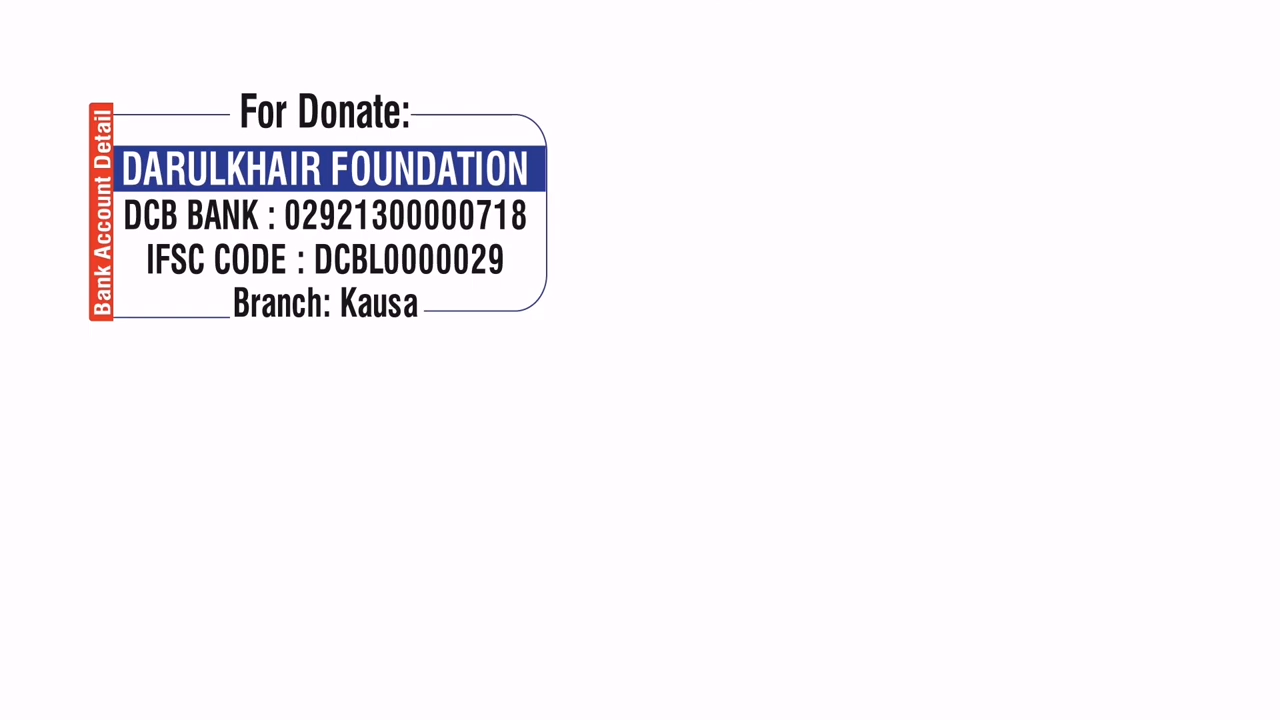 For Donate:
Bank Account Detail
DARULKHAIR FOUNDATION
DCB BANK : 02921300000718
IFSC CODE : DCBL0000029
Branch: Kausa